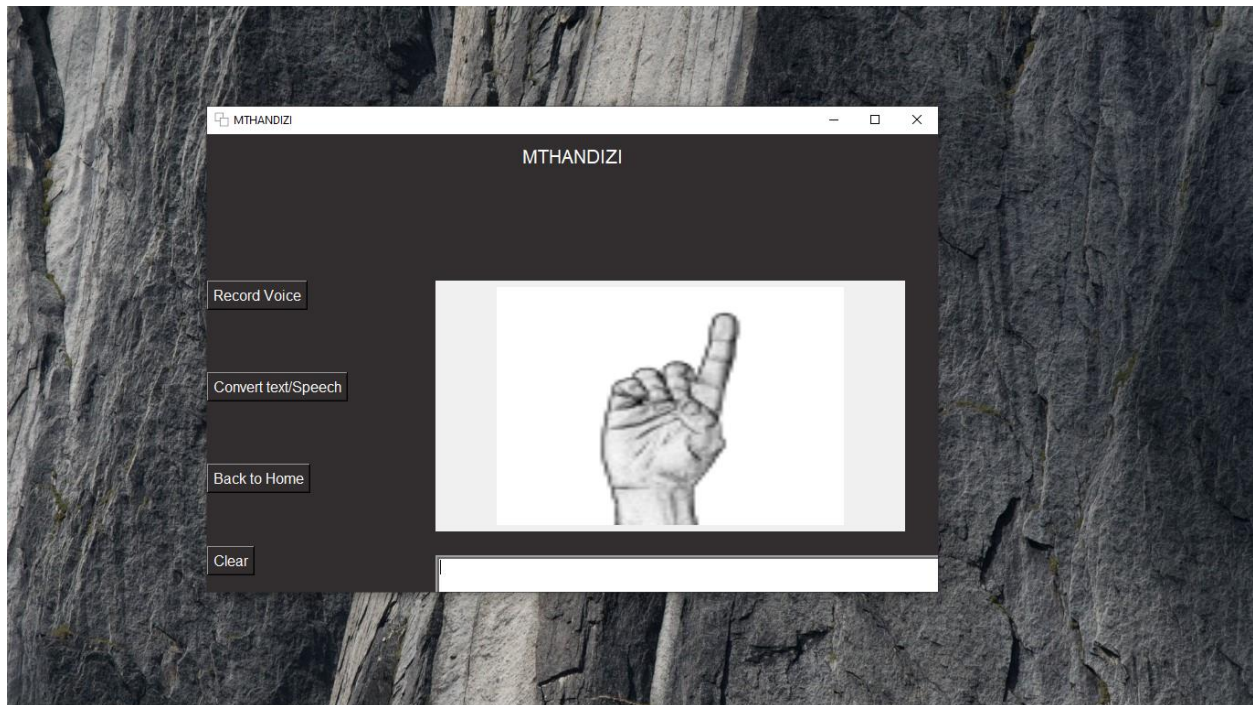 MTHANDIZI
MTHANDIZI
Record Voice
Convert text/Speech
Back to Home
Clear